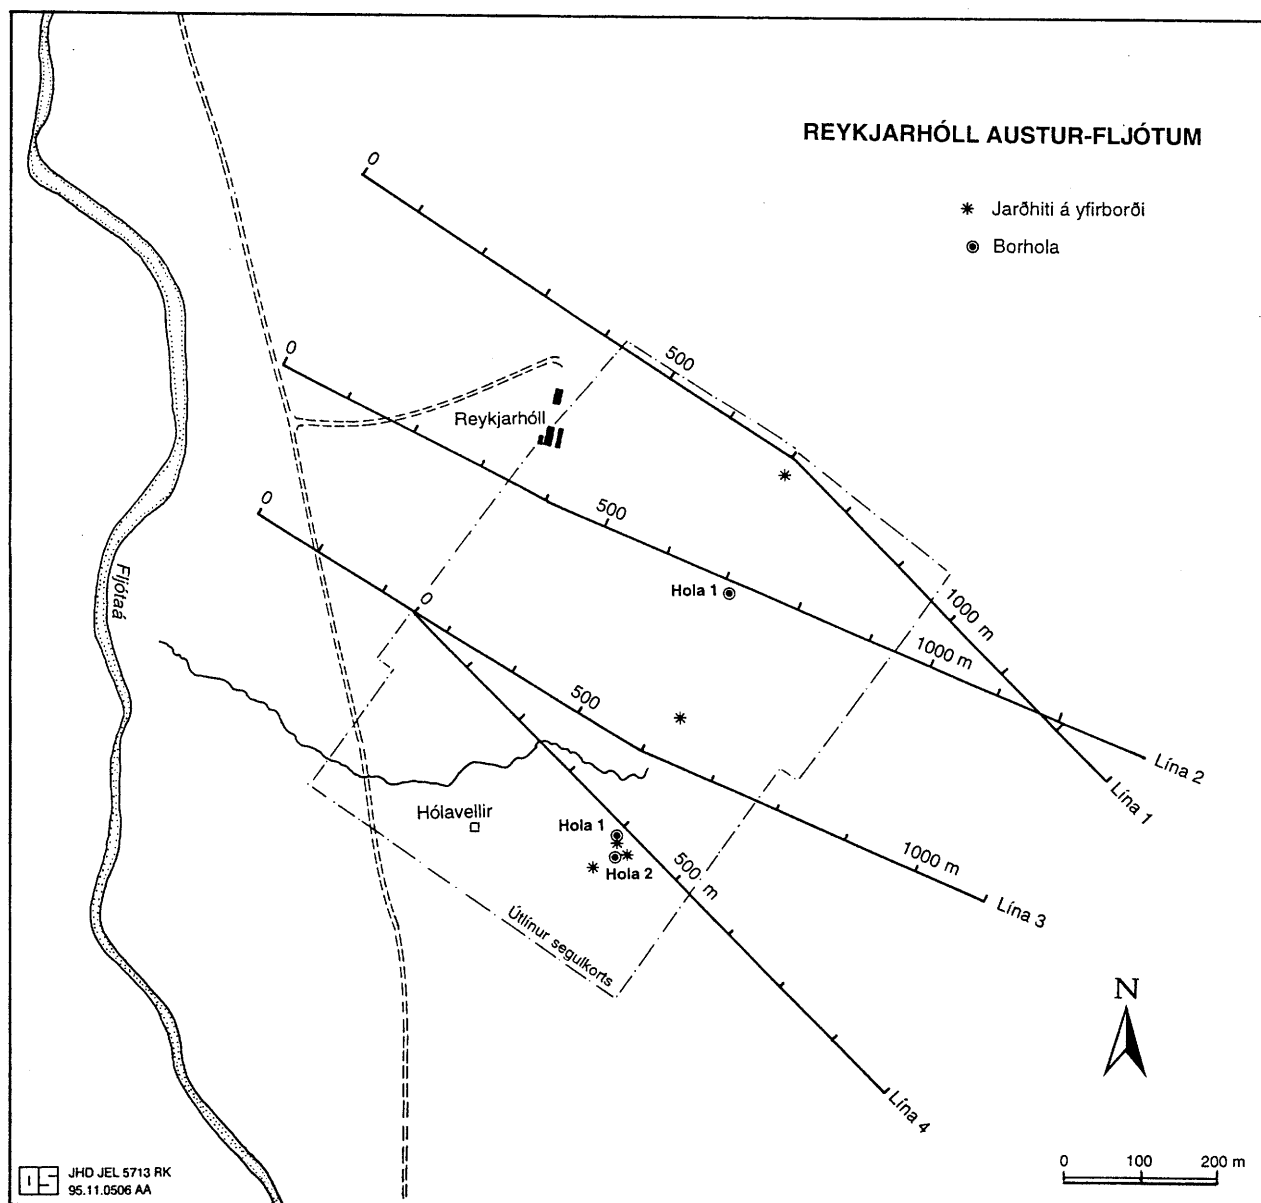 REYKJARHÓLL AUSTUR-FLJÓTUM
Jarðhiti á yfirborði
Borhola
0
500
1000 m
Lína 1
0
Reykjarhóll
500
Hola 1
1000 m
Lína 2
0
0
500
1000 m
Lína 3
Fljótaá
Hólavellir
Hola 1
Hola 2
500 m
Lína 4
Útlínur segulkorts
N
0 100 200 m
OS
JHD JEL 5713 RK
95.11.0506 AA